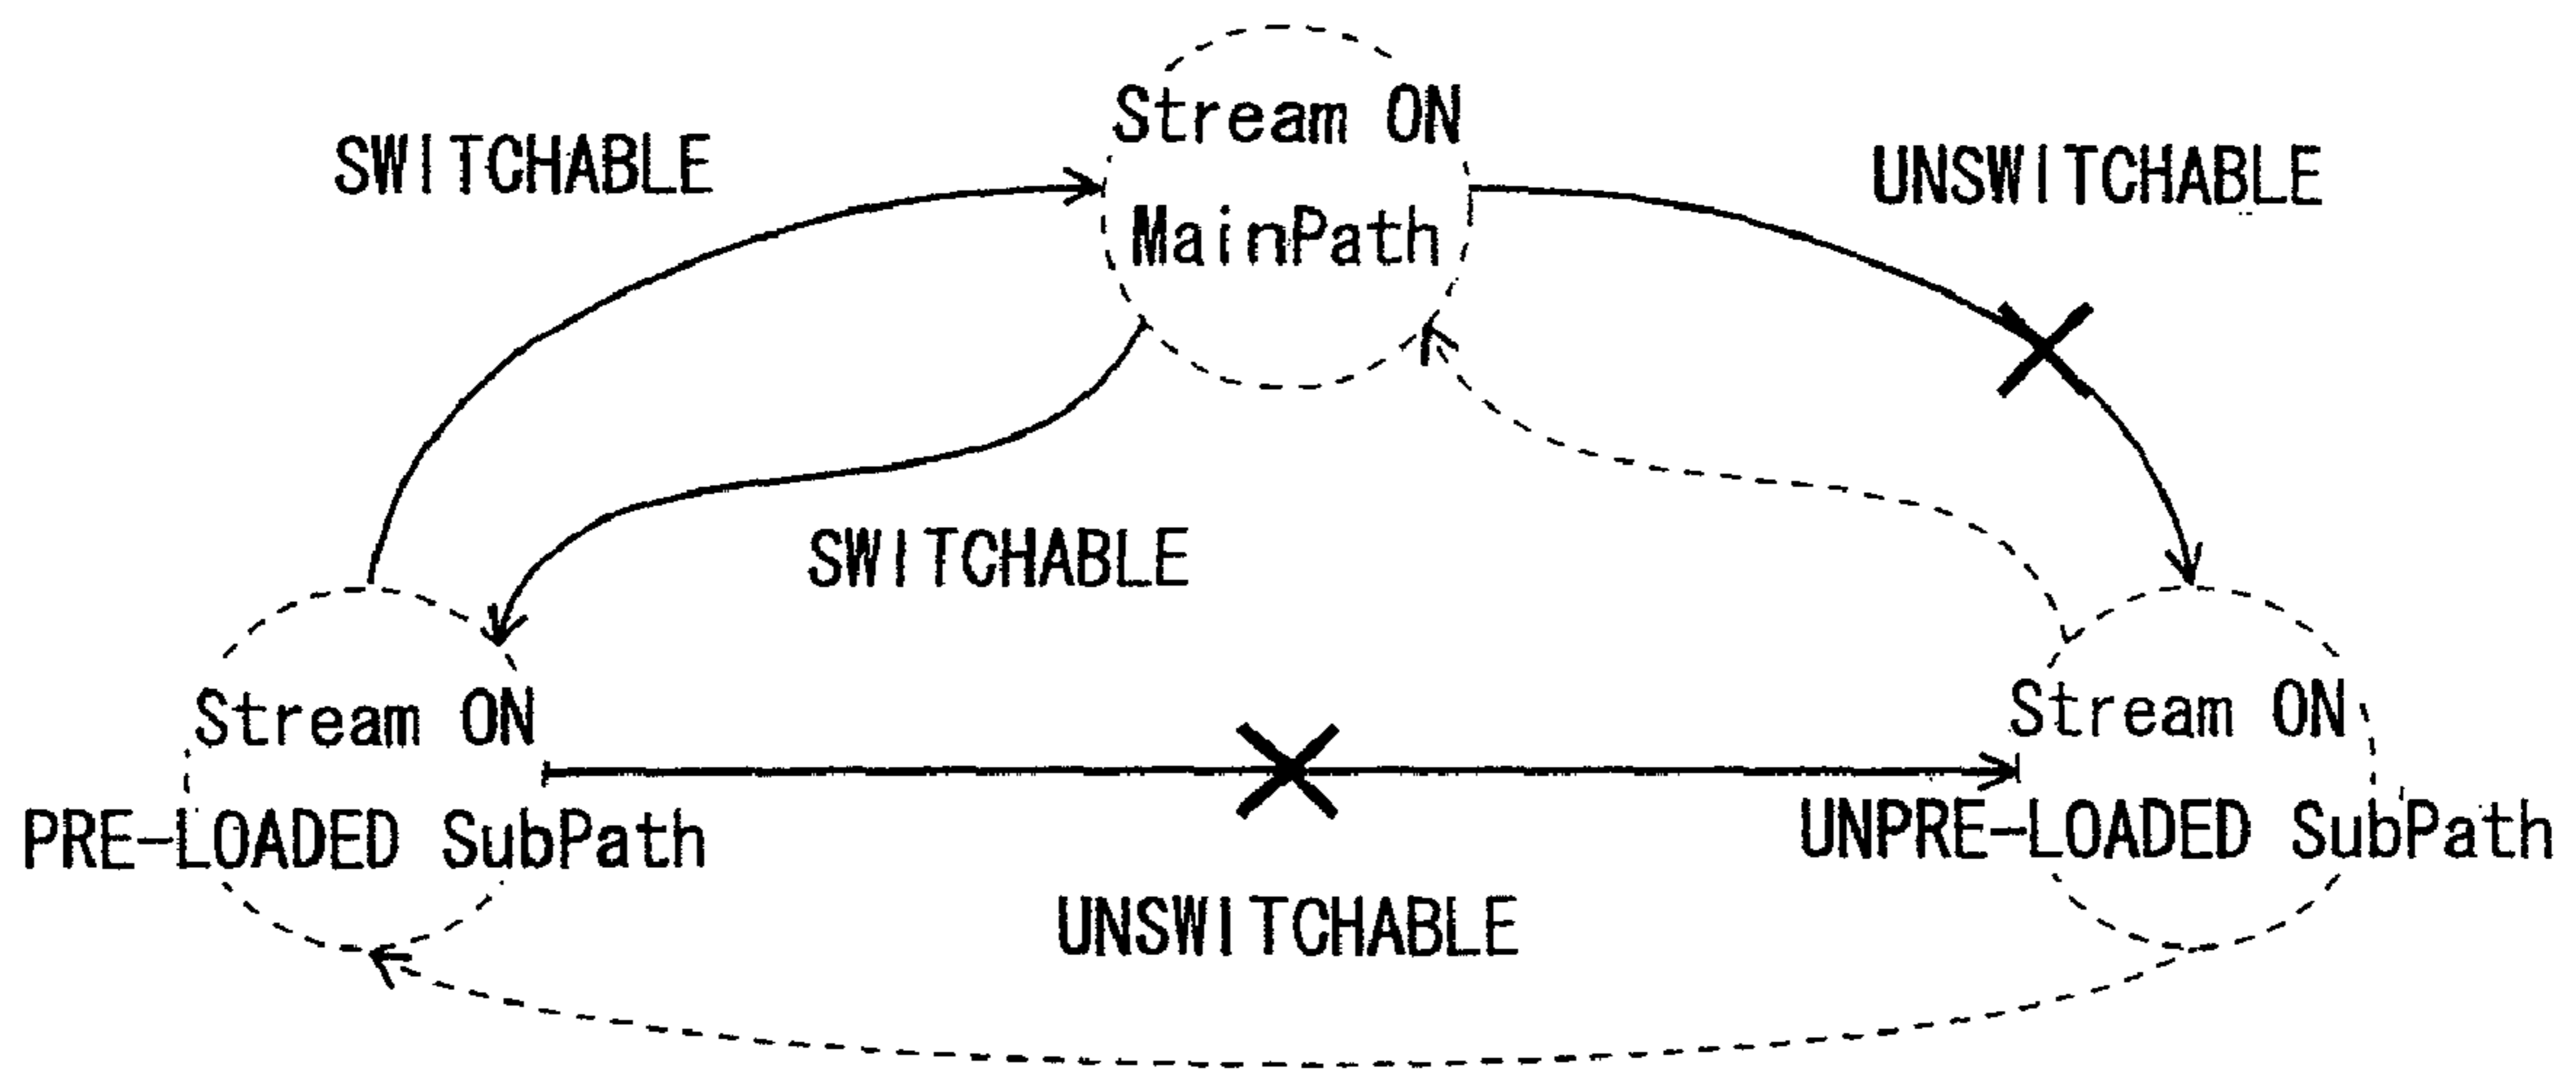 Stream ON
MainPath
SWITCHABLE
UNSWITCHABLE
SWITCHABLE
Stream ON
PRE-LOADED SubPath
Stream ON
UNPRE-LOADED SubPath
UNSWITCHABLE